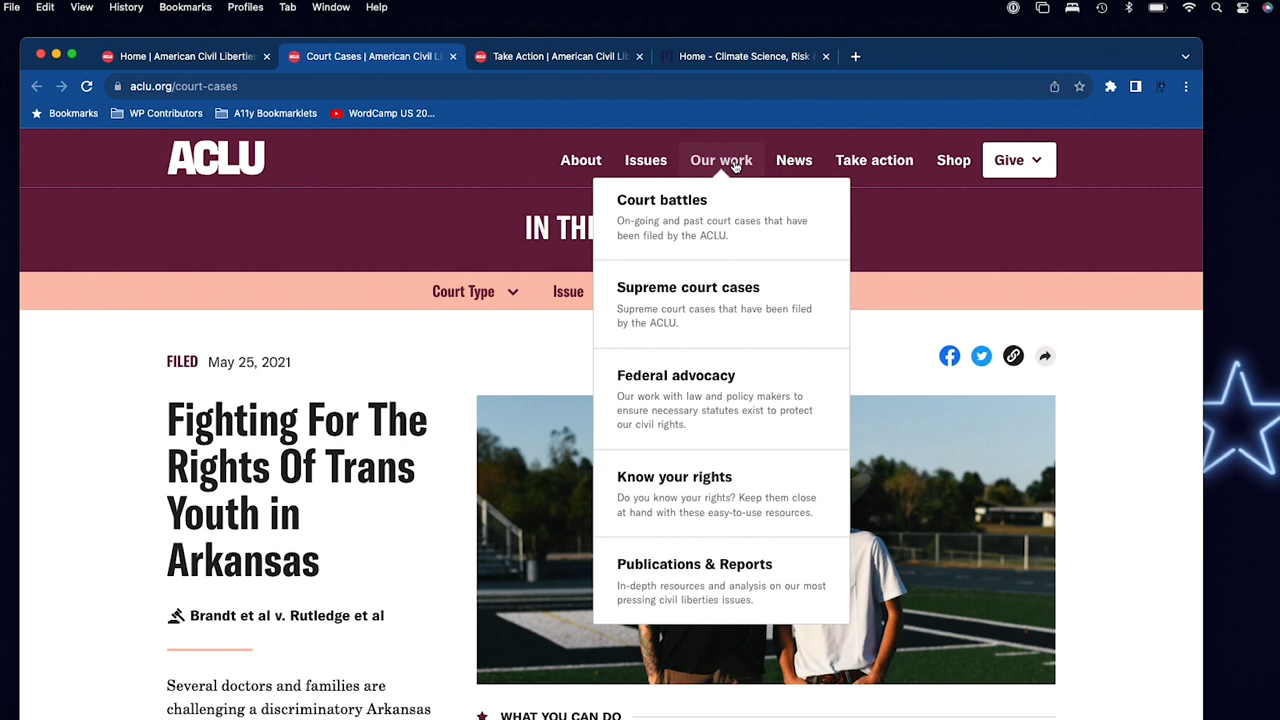 File Edit View History Bookmarks Profiles Tab Window Help
Home | American Civil Liberties
Court Cases | American Civil Li
Take Action | American Civil Lib
Home - Climate Science, Risk &
aclu.org/court-cases
Bookmarks WP Contributors A11y Bookmarklets WordCamp US 20...
ACLU
About Issues Our work News Take action Shop Give
IN THE
Court Type Issue
Court battles
On-going and past court cases that have
been filed by the ACLU.
Supreme court cases
Supreme court cases that have been filed
by the ACLU.
Federal advocacy
Our work with law and policy makers to
ensure necessary statutes exist to protect
our civil rights.
Know your rights
Do you know your rights? Keep them close
at hand with these easy-to-use resources.
Publications & Reports
In-depth resources and analysis on our most
pressing civil liberties issues.
FILED May 25, 2021
Fighting For The
Rights Of Trans
Youth in
Arkansas
Brandt et al v. Rutledge et al
Several doctors and families are
challenging a discriminatory Arkansas
WHAT YOU CAN DO